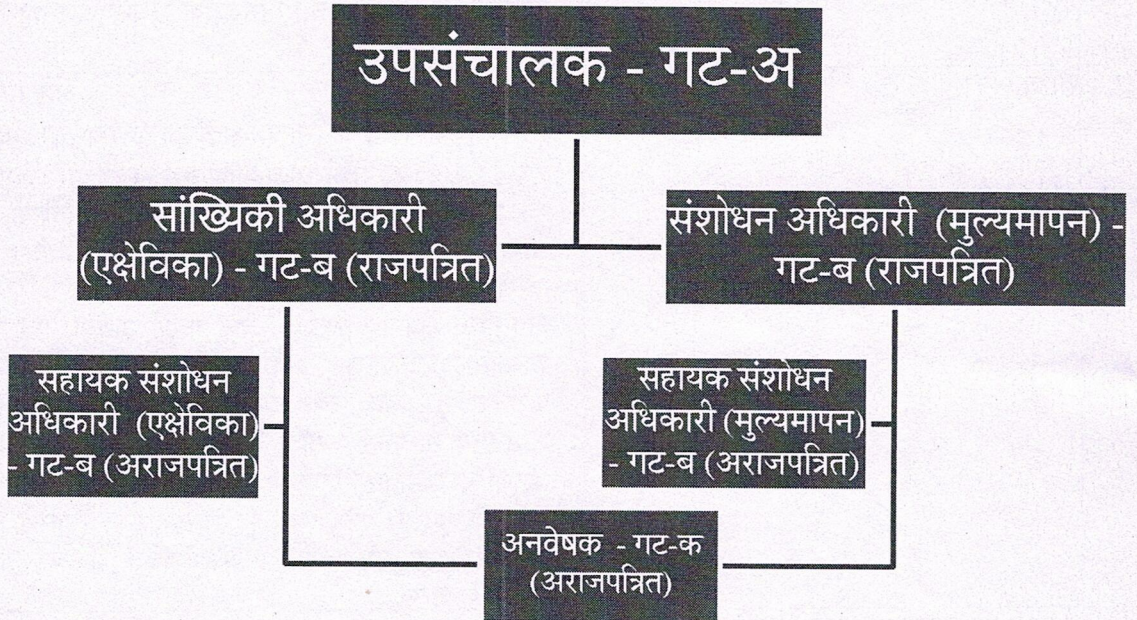 उपसंचालक - गट-अ
सांख्यिकी अधिकारी
(एक्षेविका) - गट-ब (राजपत्रित)
संशोधन अधिकारी (मुल्यमापन) -
गट-ब (राजपत्रित)
सहायक संशोधन
अधिकारी (एक्षेविका)
- गट-ब (अराजपत्रित)
सहायक संशोधन
अधिकारी (मुल्यमापन)
- गट-ब (अराजपत्रित)
अनवेषक - गट-क
(अराजपत्रित)